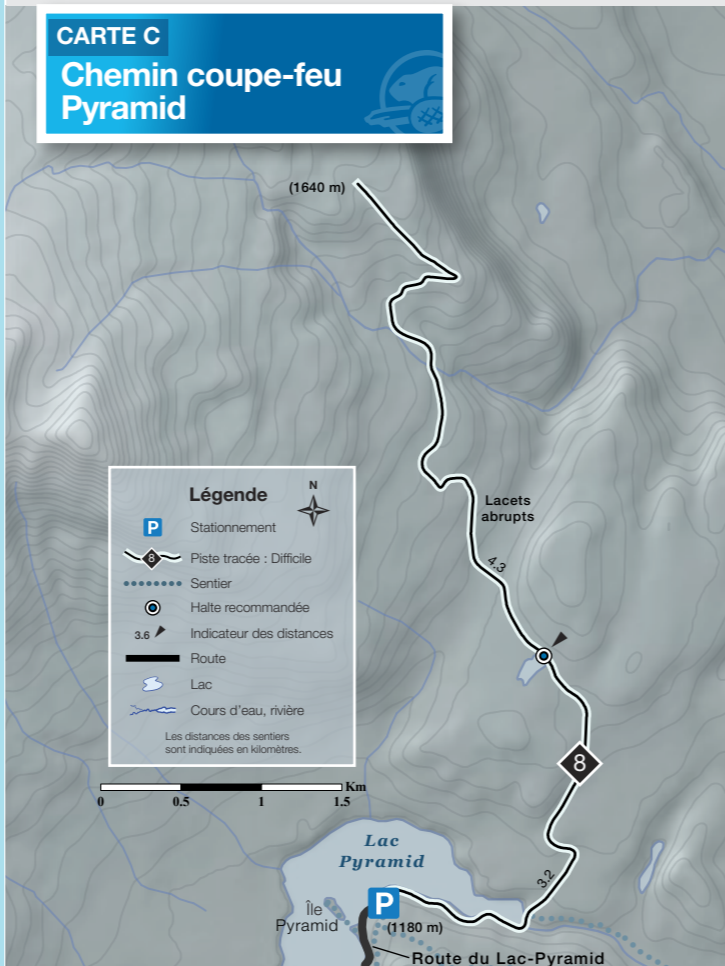 CARTE C
Chemin coupe-feu
Pyramid
(1640 m)
Lacets
abrupts
4.3
Légende
N
P
Stationnement
8
Piste tracée : Difficile
Sentier
Halte recommandée
3.6
Indicateur des distances
Route
Lac
Cours d'eau, rivière
Les distances des sentiers
sont indiquées en kilomètres.
8
Km
0 0.5 1 1.5
Lac
Pyramid
3.2
Île
Pyramid
P
(1180 m)
Route du Lac-Pyramid